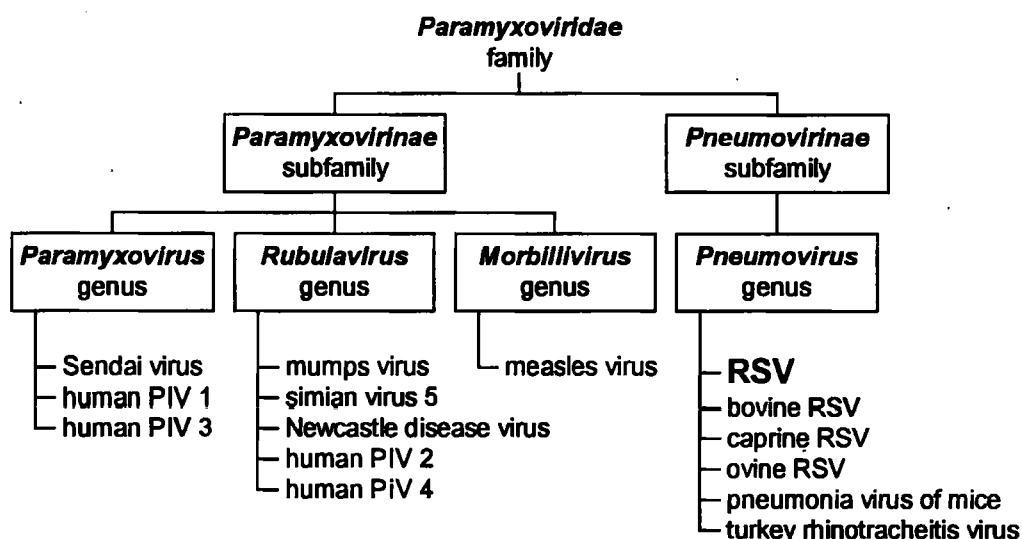 Paramyxoviridae
family
Paramyxovirinae
subfamily
Pneumovirinae
subfamily
Paramyxovirus
genus
Rubulavirus
genus
Morbillivirus
genus
Pneumovirus
genus
Sendai virus
human PIV 1
human PIV 3
mumps virus
simian virus 5
Newcastle disease virus
human PIV 2
human PiV 4
measles virus
RSV
bovine RSV
caprine RSV
ovine RSV
pneumonia virus of mice
turkey rhinotracheitis virus